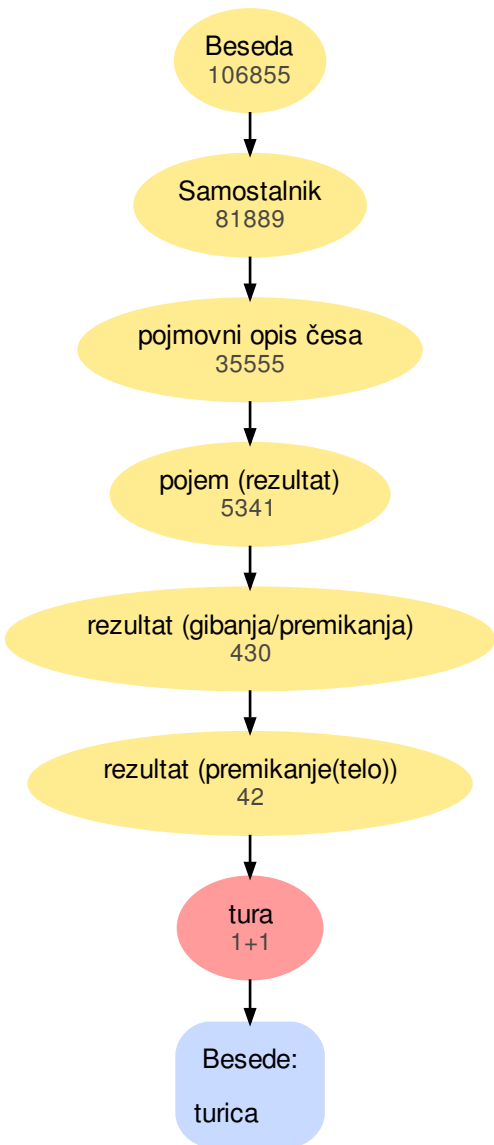 Beseda
106855
Samostalnik
81889
pojmovni opis česa
35555
pojem (rezultat)
5341
rezultat (gibanja/premikanja)
430
rezultat (premikanje(telo))
42
tura
1+1
Besede:
turica